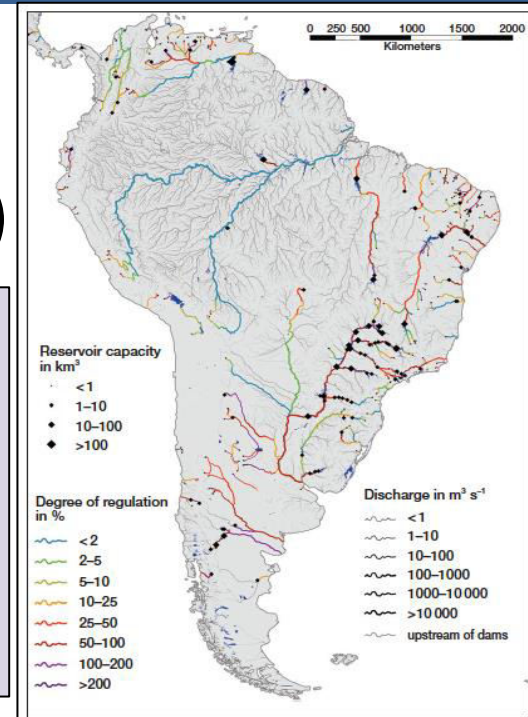 0 250 500 1000 1500 2000
Kilometers
Reservoir capacity
in km³
<1
1–10
10–100
>100
Degree of regulation
in %
<2
2–5
5–10
10–25
25–50
50–100
100–200
>200
Discharge in m³ s⁻¹
<1
1–10
10–100
100–1000
1000–10 000
>10 000
upstream of dams